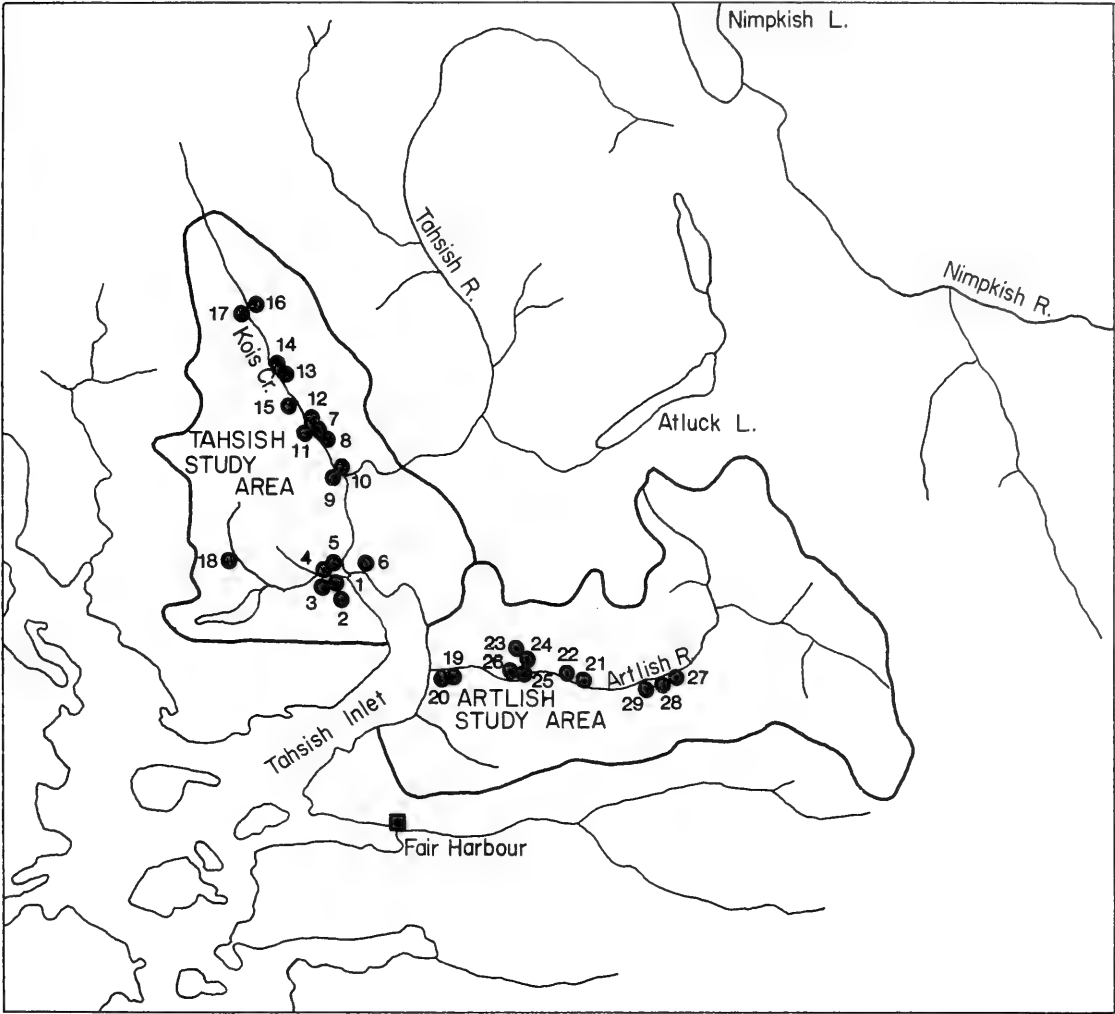 Nimpkish L.
Tahsish R.
Nimpkish R.
17
16
Kois Cr.
14
13
15
12
7
11
8
Atluck L.
TAHSISH
STUDY
AREA
10
9
18
4
5
6
1
3
2
23
24
26
22
21
25
Artlish R.
19
20
27
29
28
ARTLISH
STUDY AREA
Tahsish Inlet
Fair Harbour